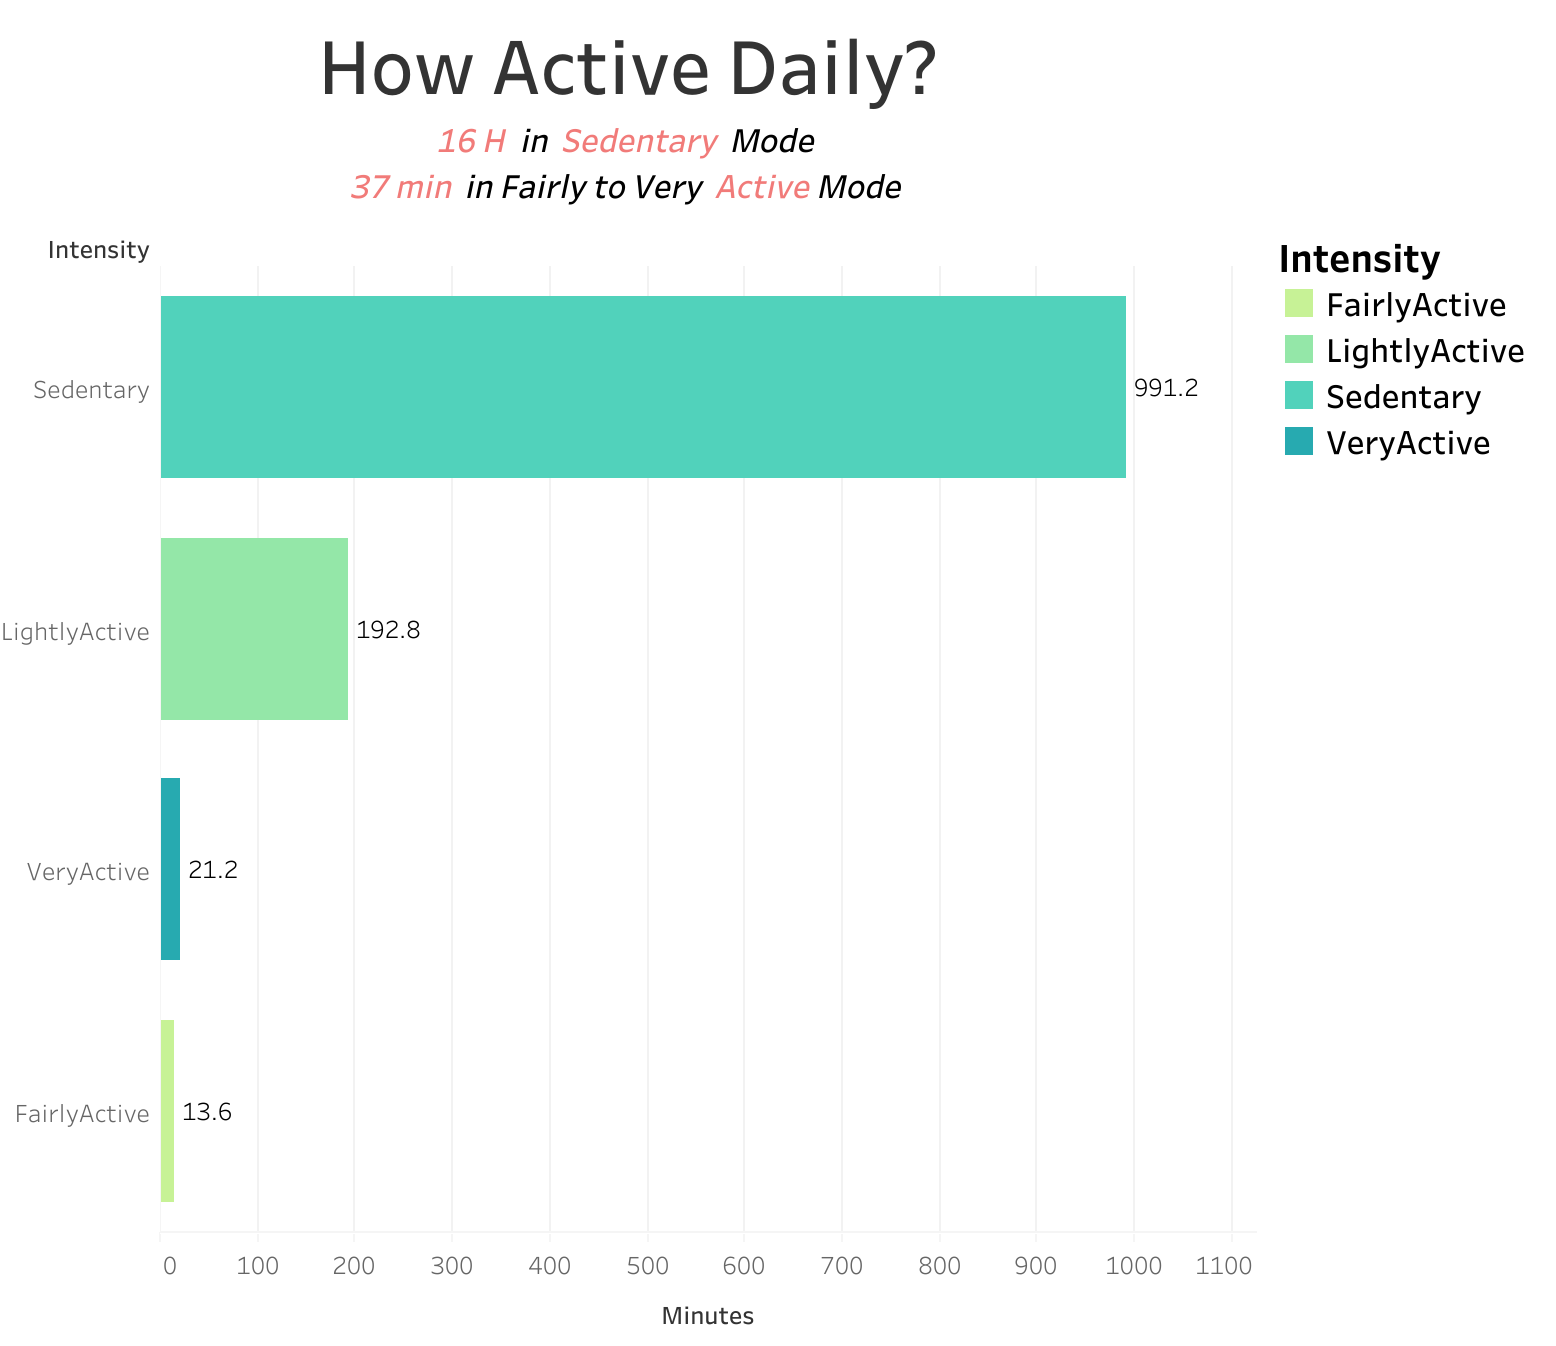 How Active Daily?
16 H in Sedentary Mode
37 min in Fairly to Very Active Mode
Intensity
Sedentary
991.2
LightlyActive
192.8
VeryActive
21.2
FairlyActive
13.6
0 100 200 300 400 500 600 700 800 900 1000 1100
Minutes
Intensity
FairlyActive
LightlyActive
Sedentary
VeryActive